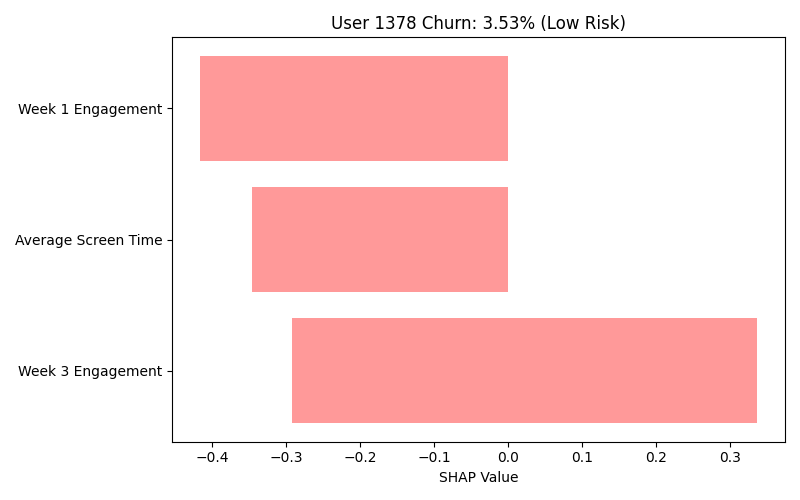 User 1378 Churn: 3.53% (Low Risk)
Week 1 Engagement
Average Screen Time
Week 3 Engagement
−0.4 −0.3 −0.2 −0.1 0.0 0.1 0.2 0.3
SHAP Value